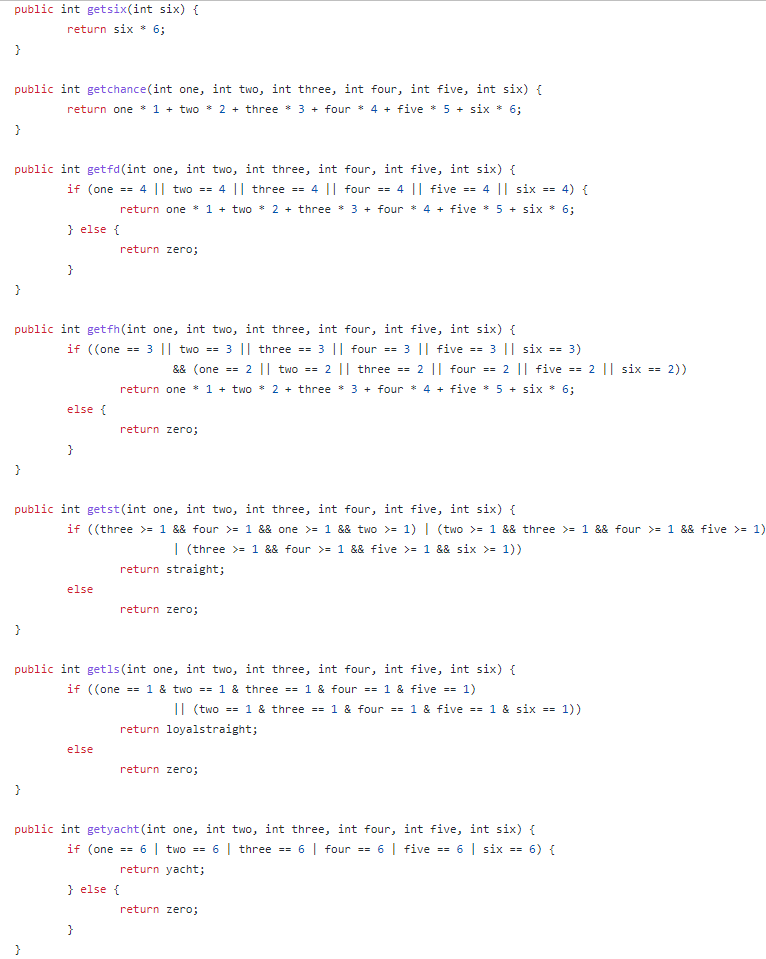 public int getsix(int six) {
return six * 6;
}
public int getchance(int one, int two, int three, int four, int five, int six) {
return one * 1 + two * 2 + three * 3 + four * 4 + five * 5 + six * 6;
}
public int getfd(int one, int two, int three, int four, int five, int six) {
if (one == 4 || two == 4 || three == 4 || four == 4 || five == 4 || six == 4) {
return one * 1 + two * 2 + three * 3 + four * 4 + five * 5 + six * 6;
} else {
return zero;
}
}
public int getfh(int one, int two, int three, int four, int five, int six) {
if ((one == 3 || two == 3 || three == 3 || four == 3 || five == 3 || six == 3)
&& (one == 2 || two == 2 || three == 2 || four == 2 || five == 2 || six == 2))
return one * 1 + two * 2 + three * 3 + four * 4 + five * 5 + six * 6;
else {
return zero;
}
}
public int getst(int one, int two, int three, int four, int five, int six) {
if ((three >= 1 && four >= 1 && one >= 1 && two >= 1) | (two >= 1 && three >= 1 && four >= 1 && five >= 1)
| (three >= 1 && four >= 1 && five >= 1 && six >= 1))
return straight;
else
return zero;
}
public int getls(int one, int two, int three, int four, int five, int six) {
if ((one == 1 & two == 1 & three == 1 & four == 1 & five == 1)
|| (two == 1 & three == 1 & four == 1 & five == 1 & six == 1))
return loyalstraight;
else
return zero;
}
public int getyacht(int one, int two, int three, int four, int five, int six) {
if (one == 6 | two == 6 | three == 6 | four == 6 | five == 6 | six == 6) {
return yacht;
} else {
return zero;
}
}